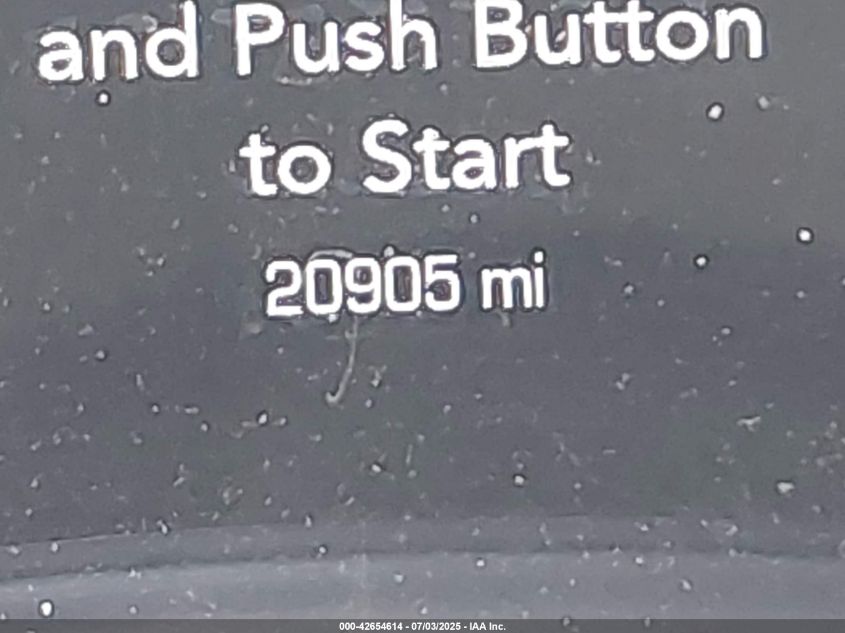 and Push Button
to Start
20905 mi
000-42654614 - 07/03/2025 - IAA Inc.